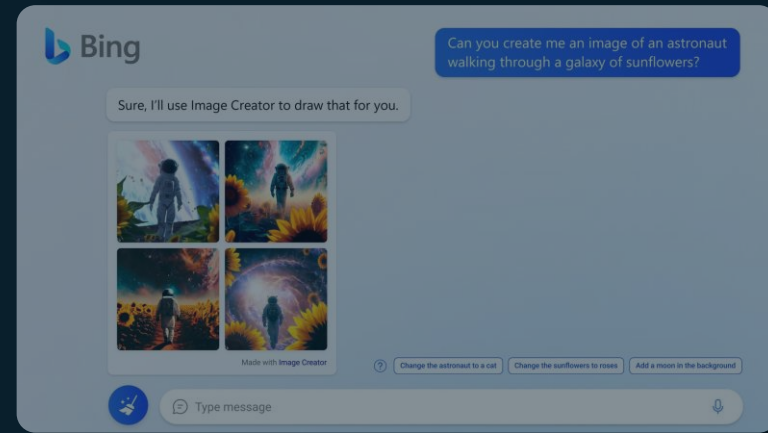 Bing
Can you create me an image of an astronaut
walking through a galaxy of sunflowers?
Sure, I'll use Image Creator to draw that for you.
Made with Image Creator
Change the astronaut to a cat
Change the sunflowers to roses
Add a moon in the background
Type message